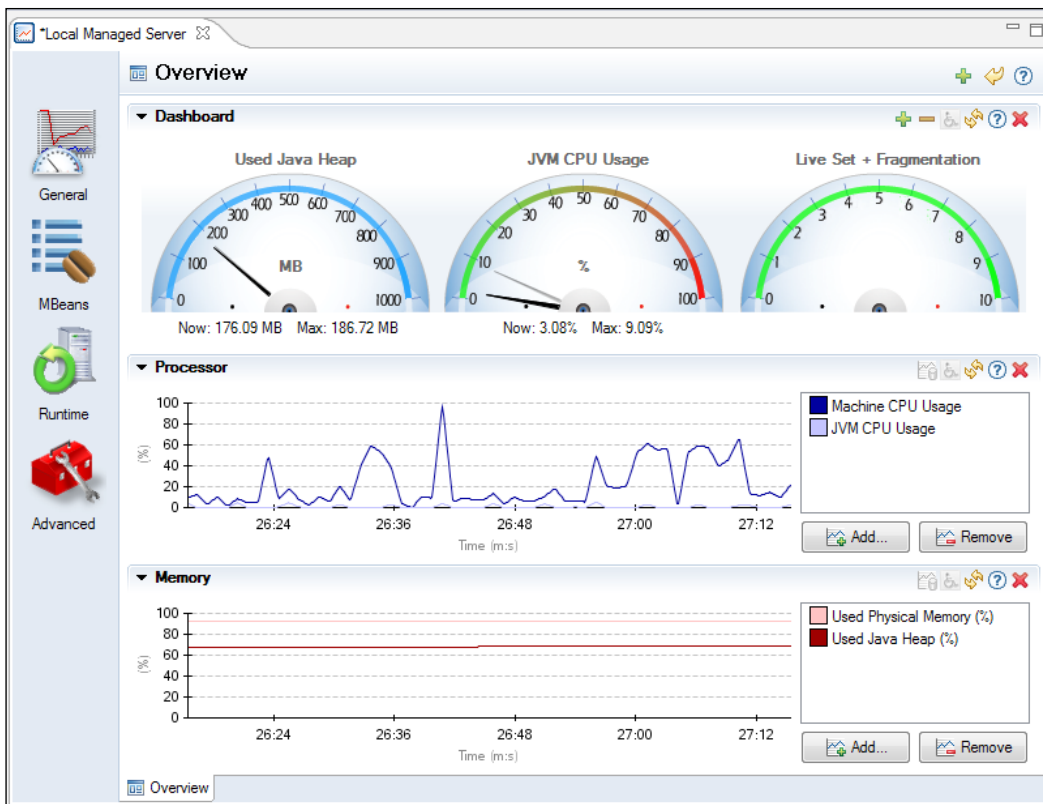 *Local Managed Server
Overview
General
MBeans
Runtime
Advanced
Dashboard
Used Java Heap
0 100 200 300 400 500 600 700 800 900 1000
MB
Now: 176.09 MB Max: 186.72 MB
JVM CPU Usage
0 10 20 30 40 50 60 70 80 90 100
%
Now: 3.08% Max: 9.09%
Live Set + Fragmentation
0 1 2 3 4 5 6 7 8 9 10
Processor
100
80
60
40
20
0
(%)
26:24 26:36 26:48 27:00 27:12
Time (m:s)
Machine CPU Usage
JVM CPU Usage
Add... Remove
Memory
100
80
60
40
20
0
(%)
26:24 26:36 26:48 27:00 27:12
Time (m:s)
Used Physical Memory (%)
Used Java Heap (%)
Add... Remove
Overview